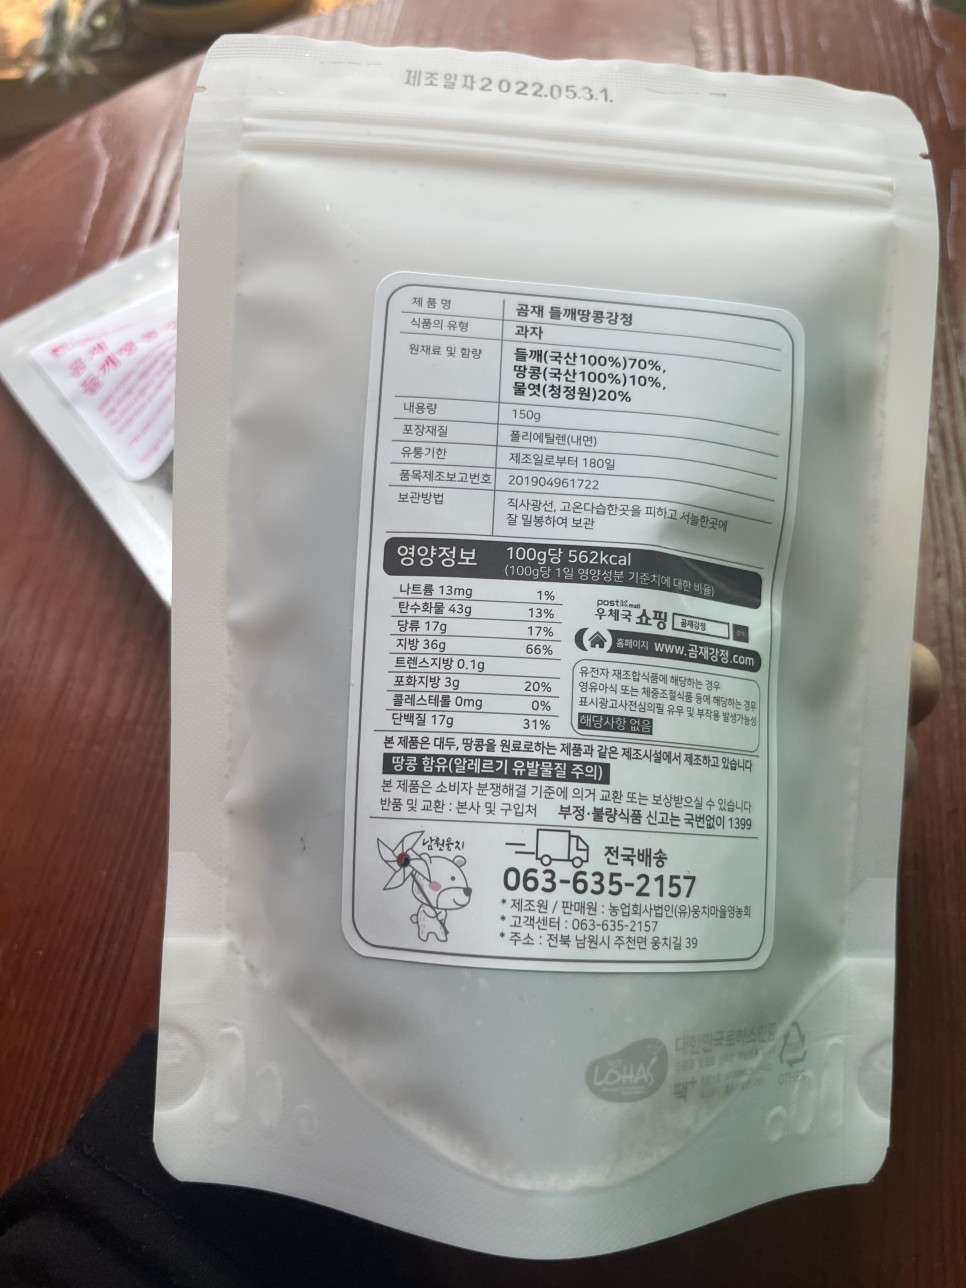 제조일자2022.05.31.
제 품 명 곰재 들깨땅콩강정
식품의 유형 과자
원재료 및 함량 들깨(국산100%)70%,
땅콩(국산100%)10%,
물엿(청정원)20%
내용량 150g
포장재질 폴리에틸렌(내면)
유통기한 제조일로부터 180일
품목제조보고번호 201904961722
보관방법 직사광선, 고온다습한곳을 피하고 서늘한곳에
잘 밀봉하여 보관
영양정보 100g당 562kcal
(100g당 1일 영양성분 기준치에 대한 비율)
나트륨 13mg 1%
탄수화물 43g 13%
당류 17g 17%
지방 36g 66%
트렌스지방 0.1g
포화지방 3g 20%
콜레스테롤 0mg 0%
단백질 17g 31%
post mall
우체국 쇼핑 곰재강정
홈페이지 www.곰재강정.com
유전자 재조합식품에 해당하는 경우
영유아식 또는 체중조절식품 등에 해당하는 경우
표시광고사전심의필 유무 및 부작용 발생가능성
해당사항 없음
본 제품은 대두, 땅콩을 원료로하는 제품과 같은 제조시설에서 제조하고 있습니다
땅콩 함유(알레르기 유발물질 주의)
본 제품은 소비자 분쟁해결 기준에 의거 교환 또는 보상받으실 수 있습니다
반품 및 교환 : 본사 및 구입처 부정·불량식품 신고는 국번없이 1399
남원웅치
전국배송
063-635-2157
* 제조원 / 판매원 : 농업회사법인(유)웅치마을영농회
* 고객센터 : 063-635-2157
* 주소 : 전북 남원시 주천면 웅치길 39
LOHAS